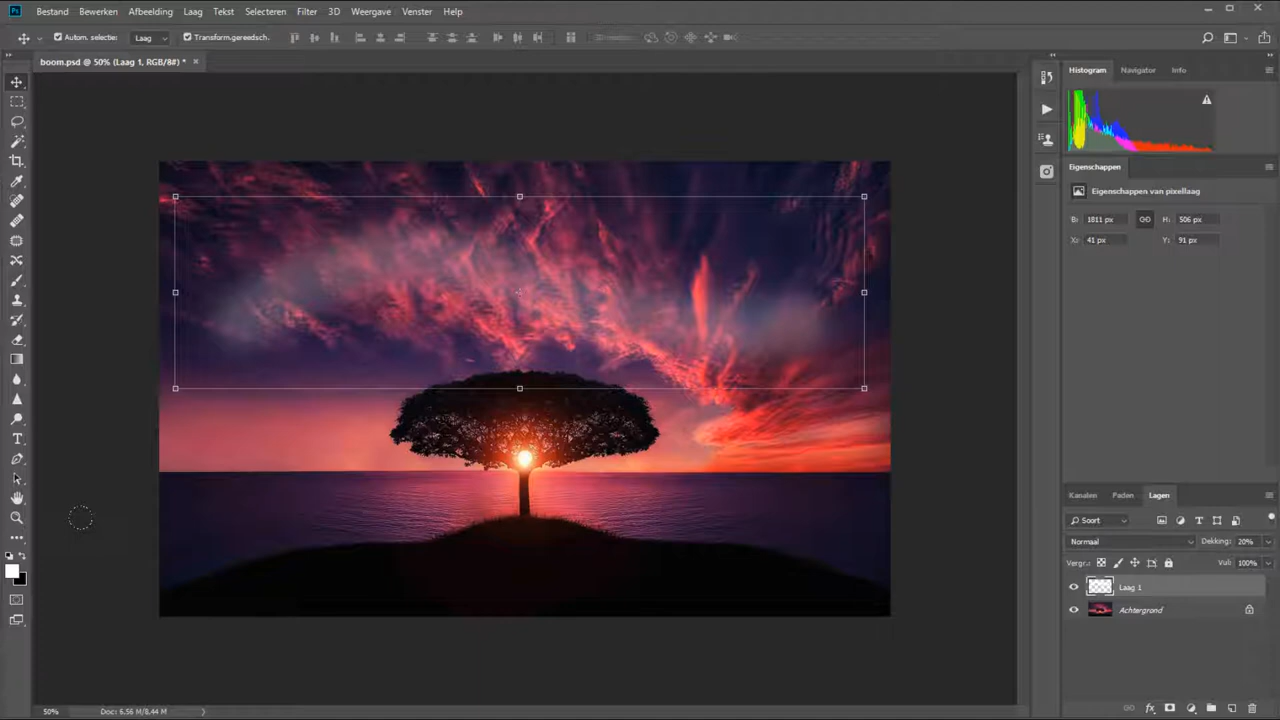 Ps Bestand Bewerken Afbeelding Laag Tekst Selecteren Filter 3D Weergave Venster Help
Autom. selectie: Laag Transform.gereedsch.
boom.psd @ 50% (Laag 1, RGB/8#) * ×
Histogram Navigator Info
Eigenschappen
Eigenschappen van pixellaag
B: 1811 px H: 506 px
X: 41 px Y: 91 px
Kanalen Paden Lagen
Soort
Normaal Dekking: 20%
Vergr.: Vul: 100%
Laag 1
Achtergrond
50% Doc: 6,56 M/8,44 M